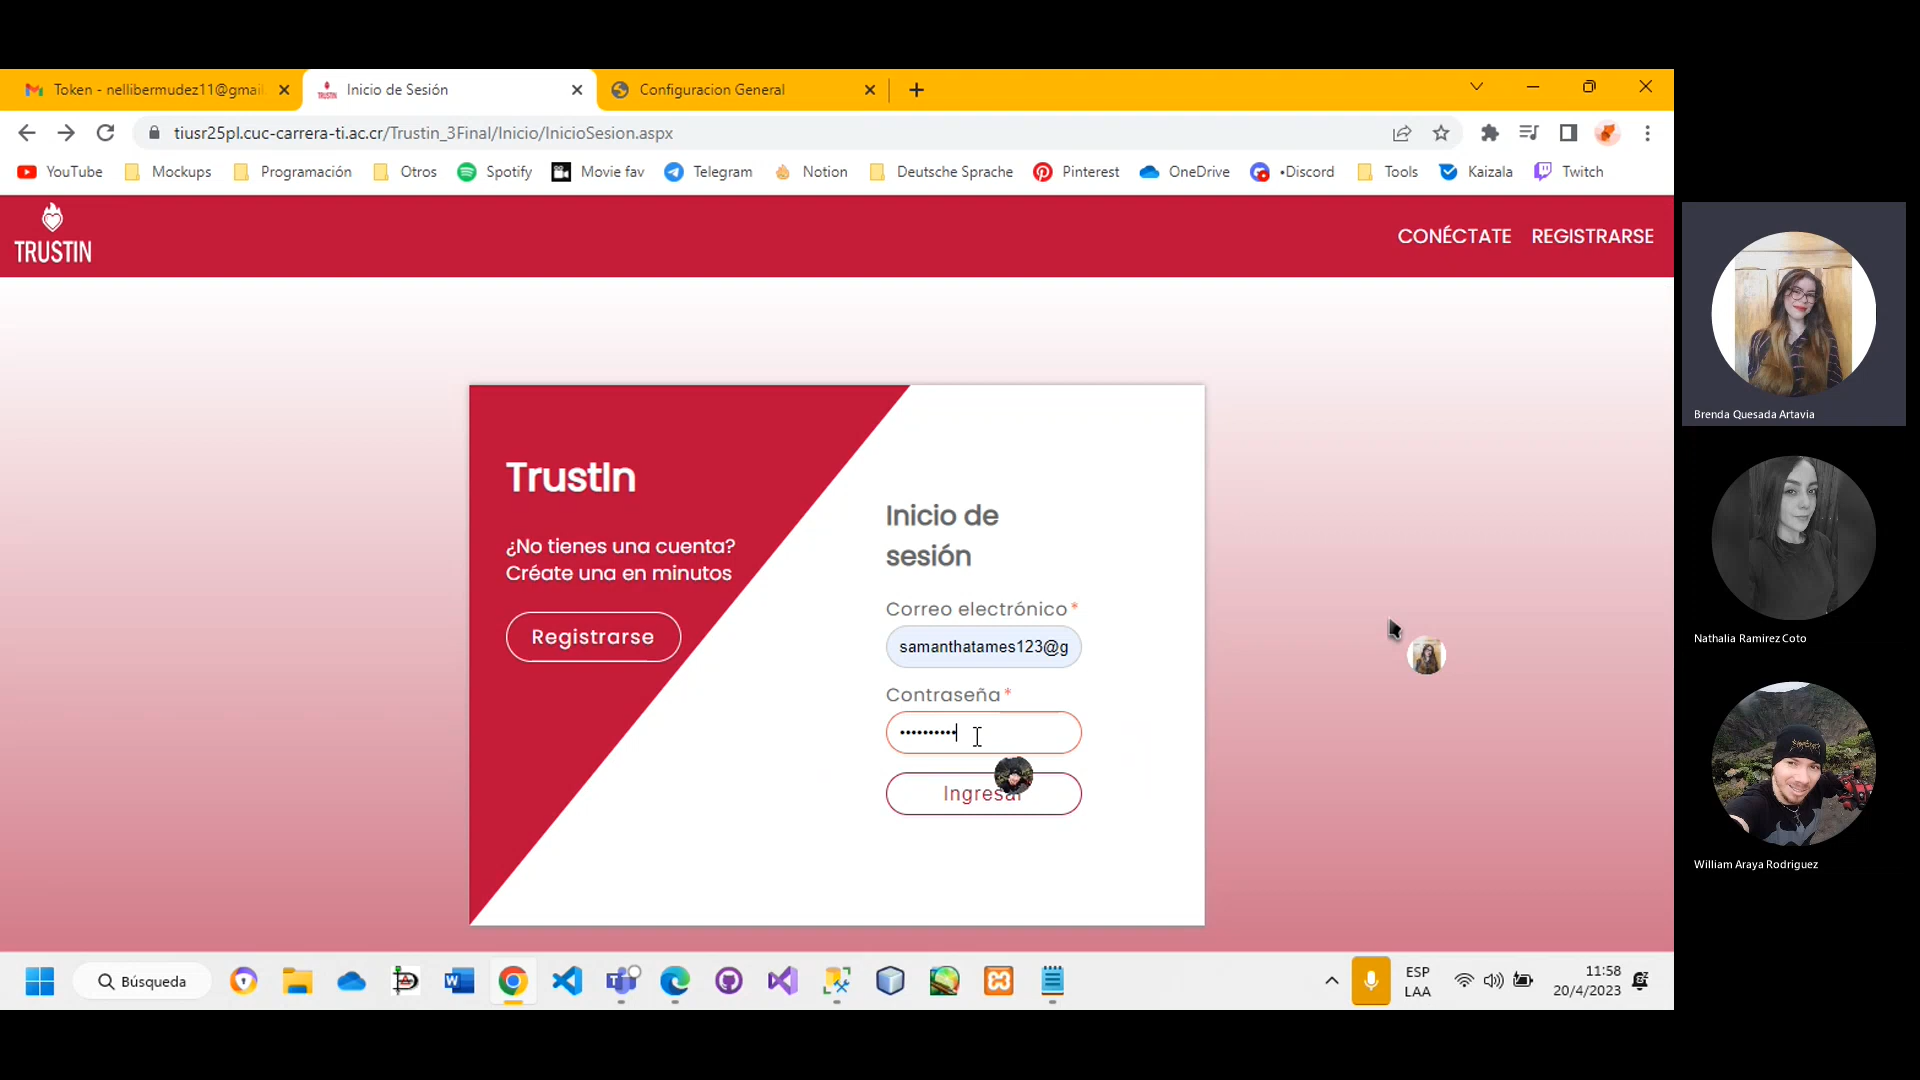 Token - nellibermudez11@gmai
Inicio de Sesión
Configuracion General
tiusr25pl.cuc-carrera-ti.ac.cr/Trustin_3Final/Inicio/InicioSesion.aspx
YouTube
Mockups
Programación
Otros
Spotify
Movie fav
Telegram
Notion
Deutsche Sprache
Pinterest
OneDrive
•Discord
Tools
Kaizala
Twitch
TRUSTIN
CONÉCTATE
REGISTRARSE
TrustIn
¿No tienes una cuenta?
Créate una en minutos
Registrarse
Inicio de
sesión
Correo electrónico*
samanthatames123@g
Contraseña*
••••••••••
Ingresar
Brenda Quesada Artavia
Nathalia Ramirez Coto
William Araya Rodriguez
Búsqueda
ESP
LAA
11:58
20/4/2023